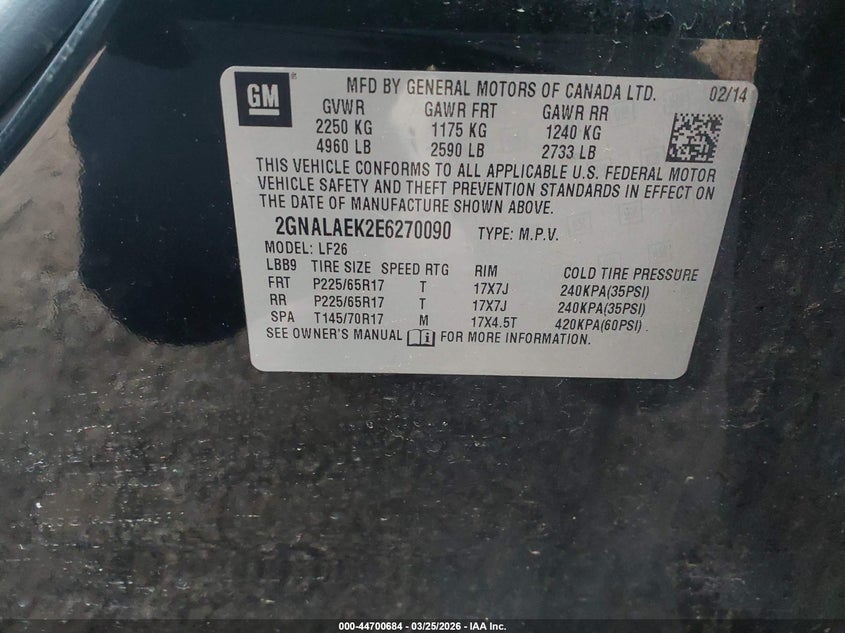 GM ® MFD BY GENERAL MOTORS OF CANADA LTD. 02/14
GVWR GAWR FRT GAWR RR
2250 KG 1175 KG 1240 KG
4960 LB 2590 LB 2733 LB
THIS VEHICLE CONFORMS TO ALL APPLICABLE U.S. FEDERAL MOTOR
VEHICLE SAFETY AND THEFT PREVENTION STANDARDS IN EFFECT ON
THE DATE OF MANUFACTURE SHOWN ABOVE.
2GNALAEK2E6270090 TYPE: M.P.V.
MODEL: LF26
LBB9 TIRE SIZE SPEED RTG RIM COLD TIRE PRESSURE
FRT P225/65R17 T 17X7J 240KPA(35PSI)
RR P225/65R17 T 17X7J 240KPA(35PSI)
SPA T145/70R17 M 17X4.5T 420KPA(60PSI)
SEE OWNER'S MANUAL FOR MORE INFORMATION.
000-44700684 - 03/25/2026 - IAA Inc.